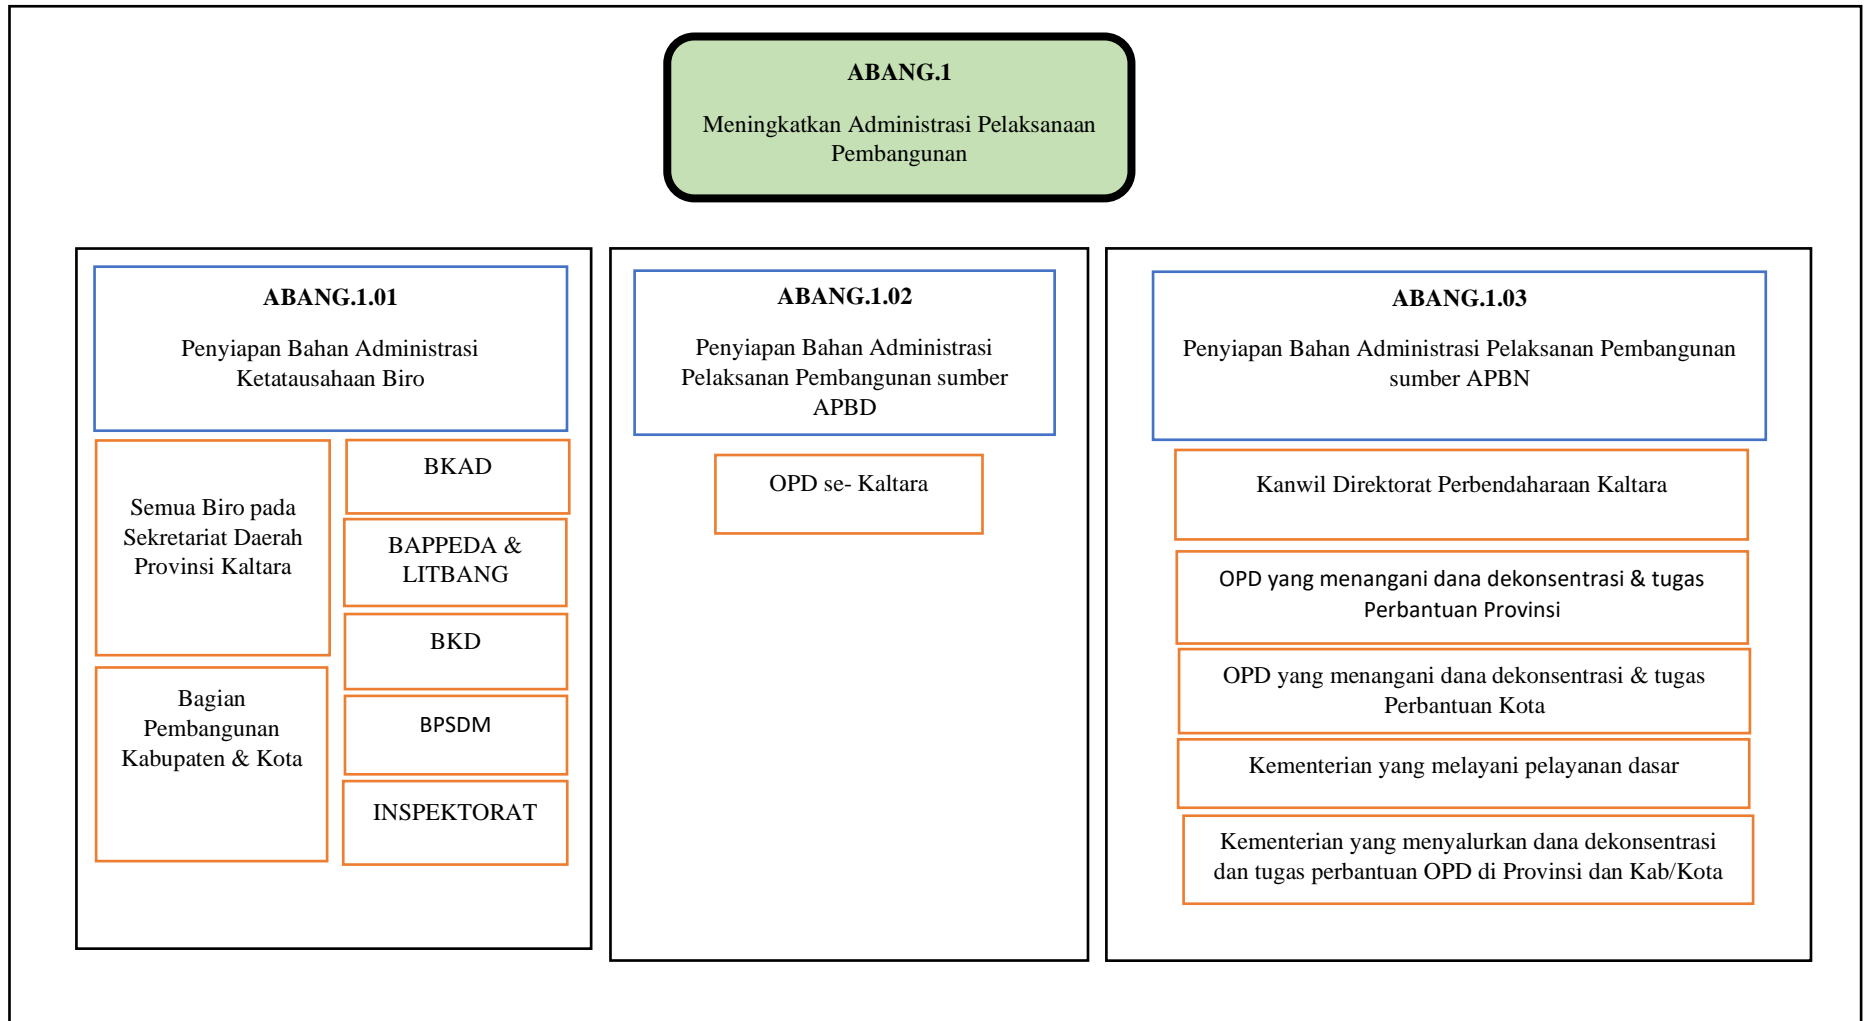 ABANG.1
Meningkatkan Administrasi Pelaksanaan
Pembangunan
ABANG.1.01
Penyiapan Bahan Administrasi
Ketatausahaan Biro
Semua Biro pada
Sekretariat Daerah
Provinsi Kaltara
Bagian
Pembangunan
Kabupaten & Kota
BKAD
BAPPEDA &
LITBANG
BKD
BPSDM
INSPEKTORAT
ABANG.1.02
Penyiapan Bahan Administrasi
Pelaksanan Pembangunan sumber
APBD
OPD se- Kaltara
ABANG.1.03
Penyiapan Bahan Administrasi Pelaksanan Pembangunan
sumber APBN
Kanwil Direktorat Perbendaharaan Kaltara
OPD yang menangani dana dekonsentrasi & tugas
Perbantuan Provinsi
OPD yang menangani dana dekonsentrasi & tugas
Perbantuan Kota
Kementerian yang melayani pelayanan dasar
Kementerian yang menyalurkan dana dekonsentrasi
dan tugas perbantuan OPD di Provinsi dan Kab/Kota